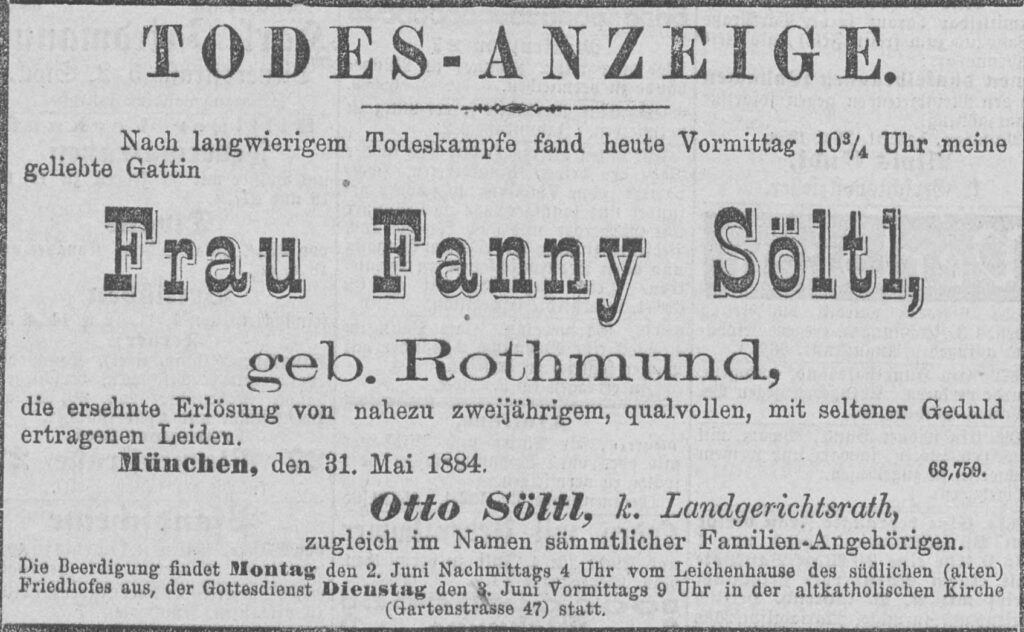 TODES-ANZEIGE.
Nach langwierigem Todeskampfe fand heute Vormittag 10¾ Uhr meine
geliebte Gattin
Frau Fanny Söltl,
geb. Rothmund,
die ersehnte Erlösung von nahezu zweijährigem, qualvollen, mit seltener Geduld
ertragenen Leiden.
München, den 31. Mai 1884. 68,759.
Otto Söltl, k. Landgerichtsrath,
zugleich im Namen sämmtlicher Familien-Angehörigen.
Die Beerdigung findet Montag den 2. Juni Nachmittags 4 Uhr vom Leichenhause des südlichen (alten)
Friedhofes aus, der Gottesdienst Dienstag den 3. Juni Vormittags 9 Uhr in der altkatholischen Kirche
(Gartenstrasse 47) statt.